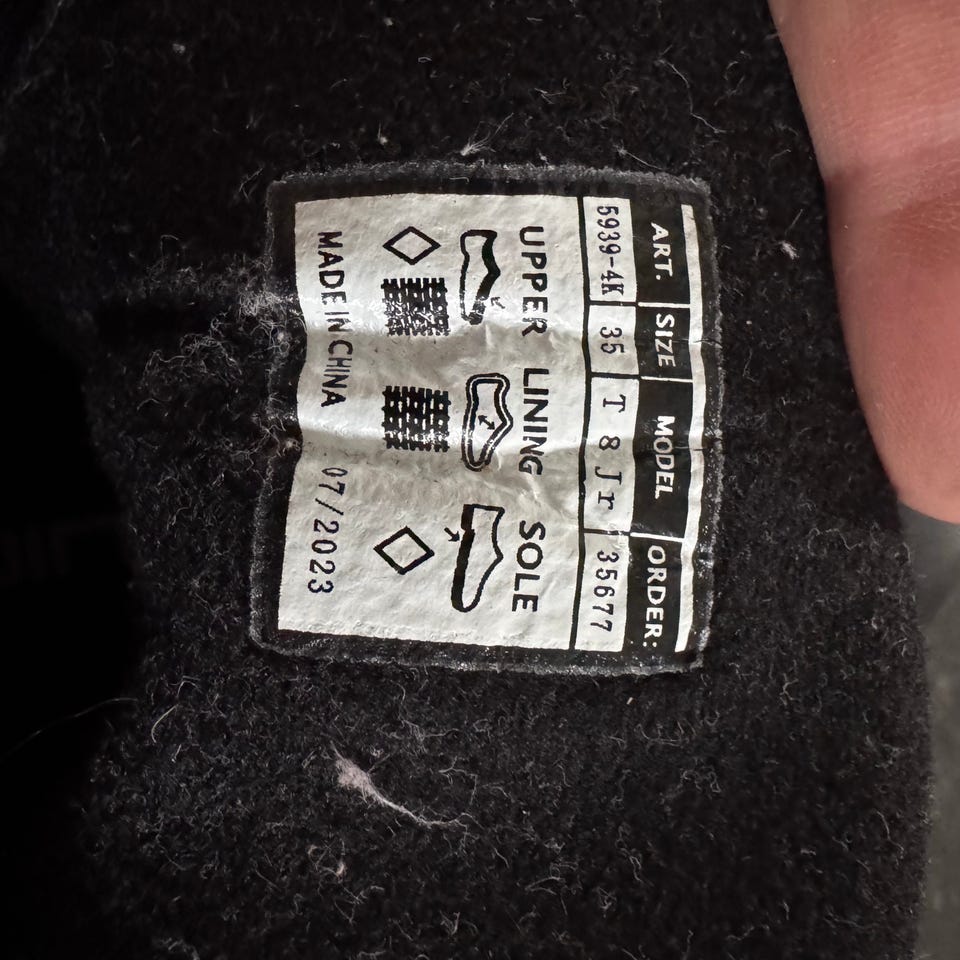 ART. SIZE MODEL ORDER:
5939-4K 35 T 8 Jr 35677
UPPER LINING SOLE
MADE IN CHINA 07/2023